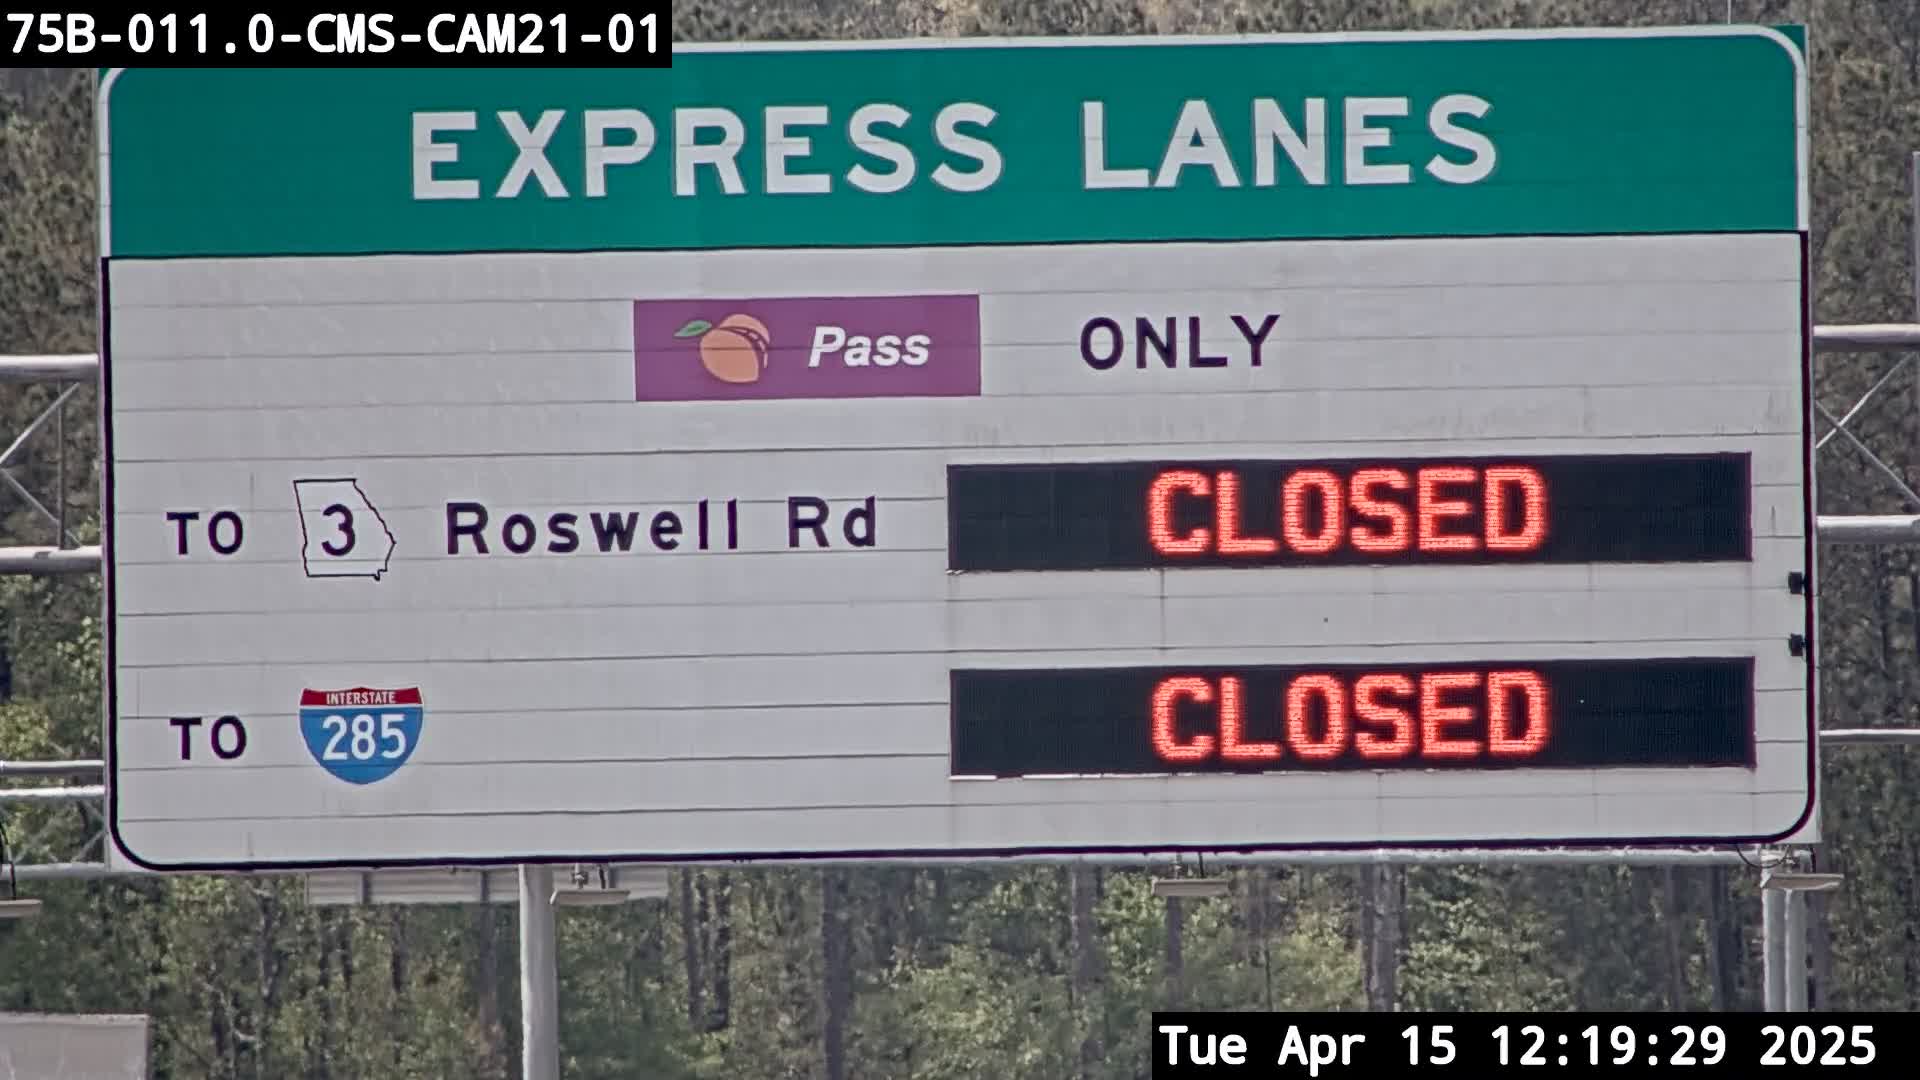 75B-011.0-CMS-CAM21-01
EXPRESS LANES
Pass ONLY
TO 3 Roswell Rd CLOSED
TO INTERSTATE 285 CLOSED
Tue Apr 15 12:19:29 2025